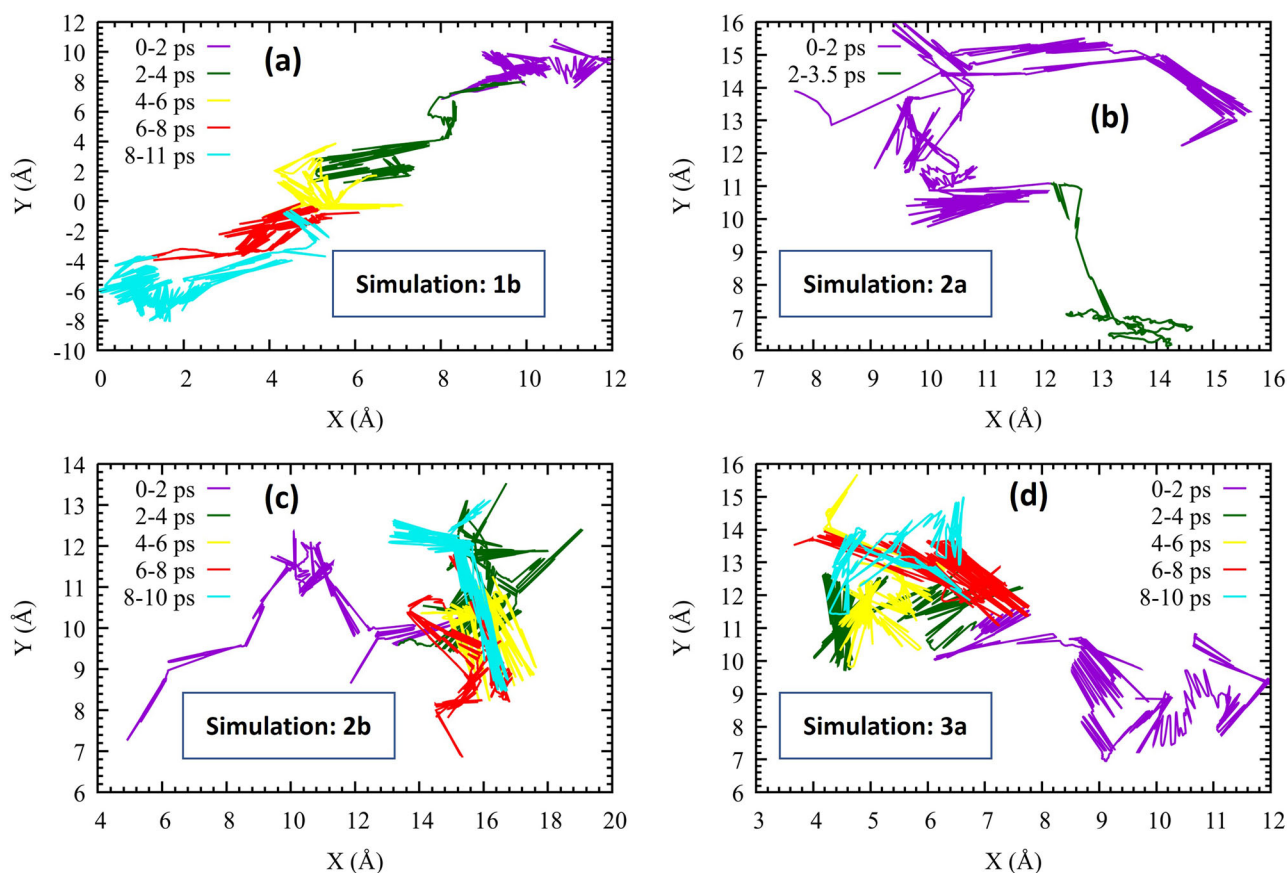 (a)
0-2 ps
2-4 ps
4-6 ps
6-8 ps
8-11 ps
Simulation: 1b
12
10
8
6
4
2
0
-2
-4
-6
-8
-10
Y (Å)
0 2 4 6 8 10 12
X (Å)
(b)
0-2 ps
2-3.5 ps
Simulation: 2a
16
15
14
13
12
11
10
9
8
7
6
Y (Å)
7 8 9 10 11 12 13 14 15 16
X (Å)
(c)
0-2 ps
2-4 ps
4-6 ps
6-8 ps
8-10 ps
Simulation: 2b
14
13
12
11
10
9
8
7
6
Y (Å)
4 6 8 10 12 14 16 18 20
X (Å)
(d)
0-2 ps
2-4 ps
4-6 ps
6-8 ps
8-10 ps
Simulation: 3a
16
15
14
13
12
11
10
9
8
7
6
Y (Å)
3 4 5 6 7 8 9 10 11 12
X (Å)